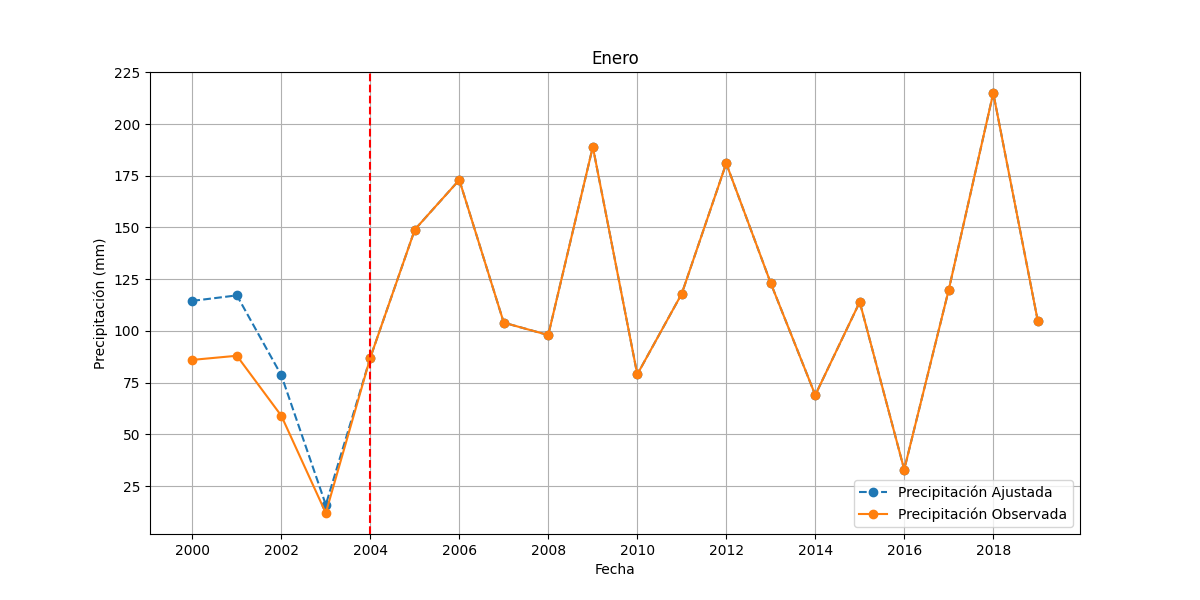 Enero
Precipitación (mm)
225
200
175
150
125
100
75
50
25
2000 2002 2004 2006 2008 2010 2012 2014 2016 2018
Fecha
Precipitación Ajustada
Precipitación Observada